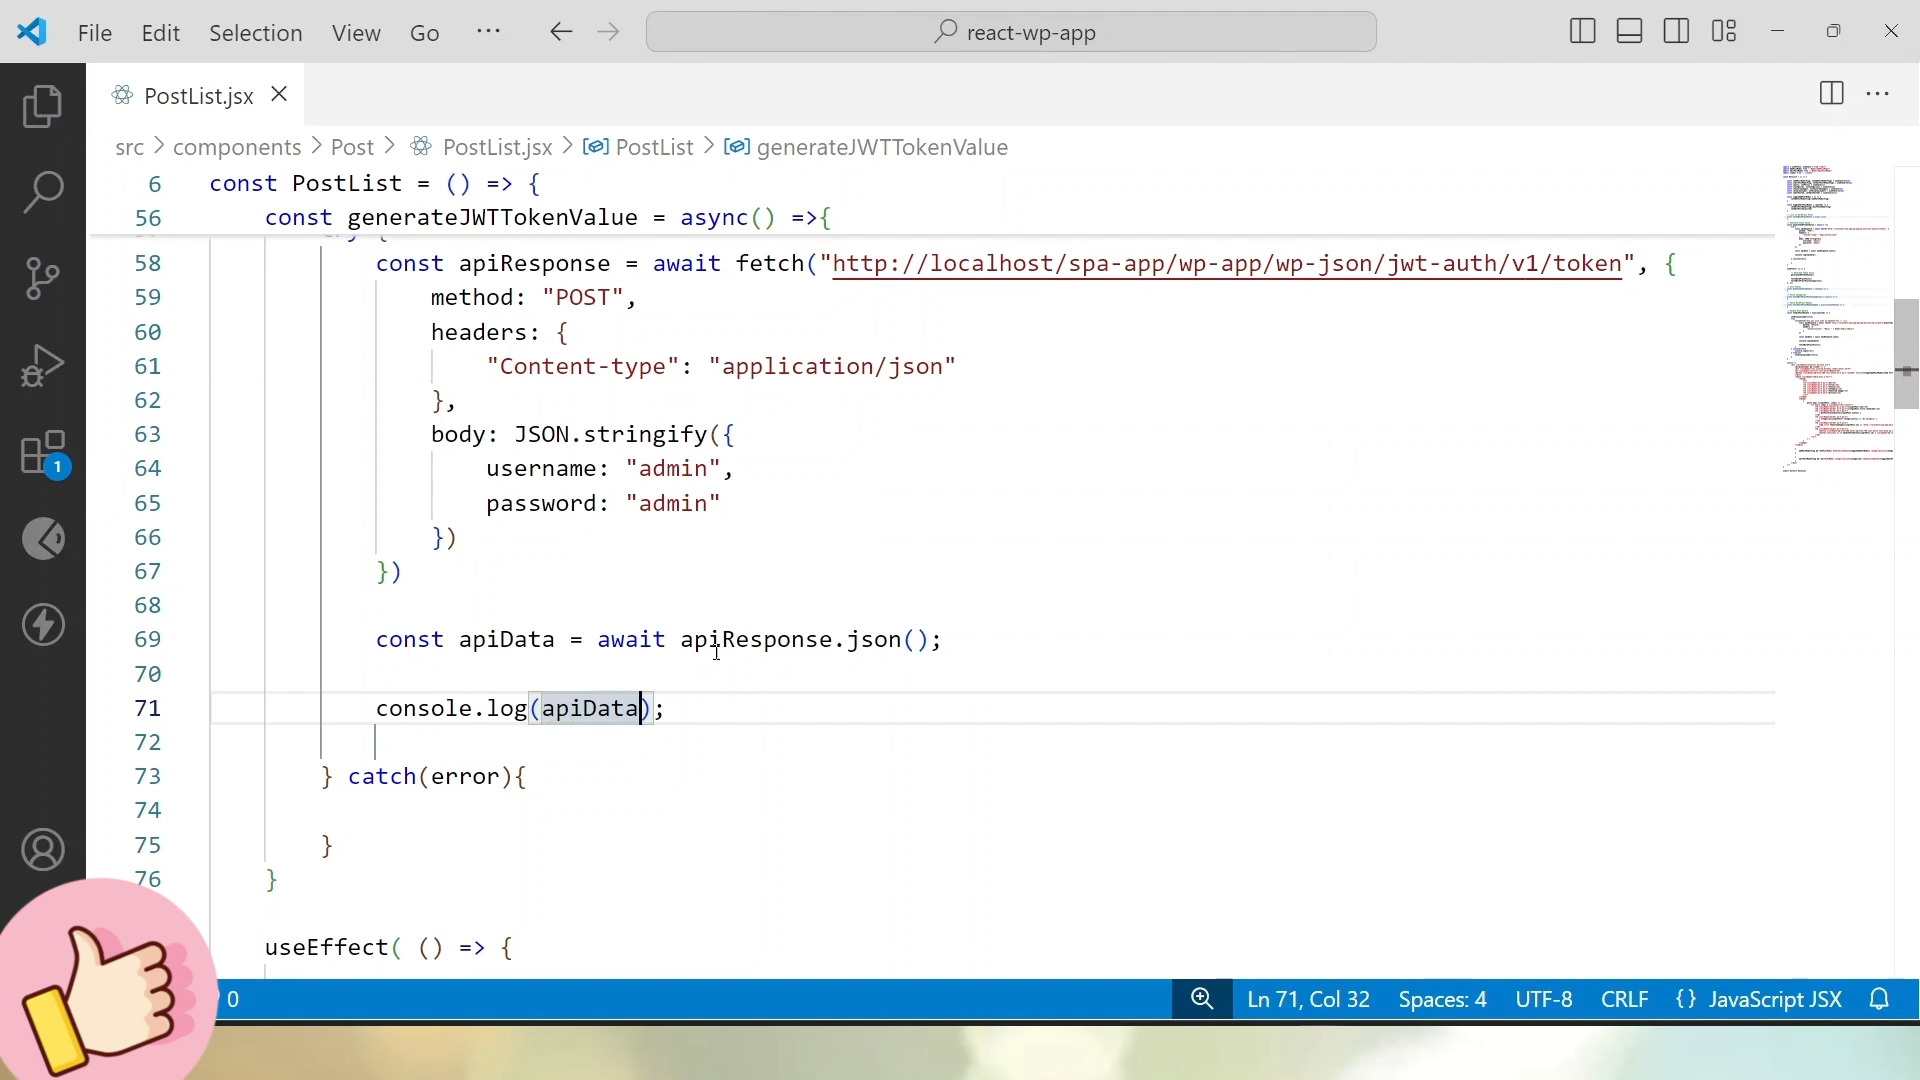 File Edit Selection View Go ··· react-wp-app
PostList.jsx
src > components > Post > PostList.jsx > PostList > generateJWTTokenValue
6 const PostList = () => {
56 const generateJWTTokenValue = async() =>{
58 const apiResponse = await fetch("http://localhost/spa-app/wp-app/wp-json/jwt-auth/v1/token", {
59 method: "POST",
60 headers: {
61 "Content-type": "application/json"
62 },
63 body: JSON.stringify({
64 username: "admin",
65 password: "admin"
66 })
67 })
68
69 const apiData = await apiResponse.json();
70
71 console.log(apiData);
72
73 } catch(error){
74
75 }
76 }
useEffect( () => {
1
0 Ln 71, Col 32 Spaces: 4 UTF-8 CRLF {} JavaScript JSX